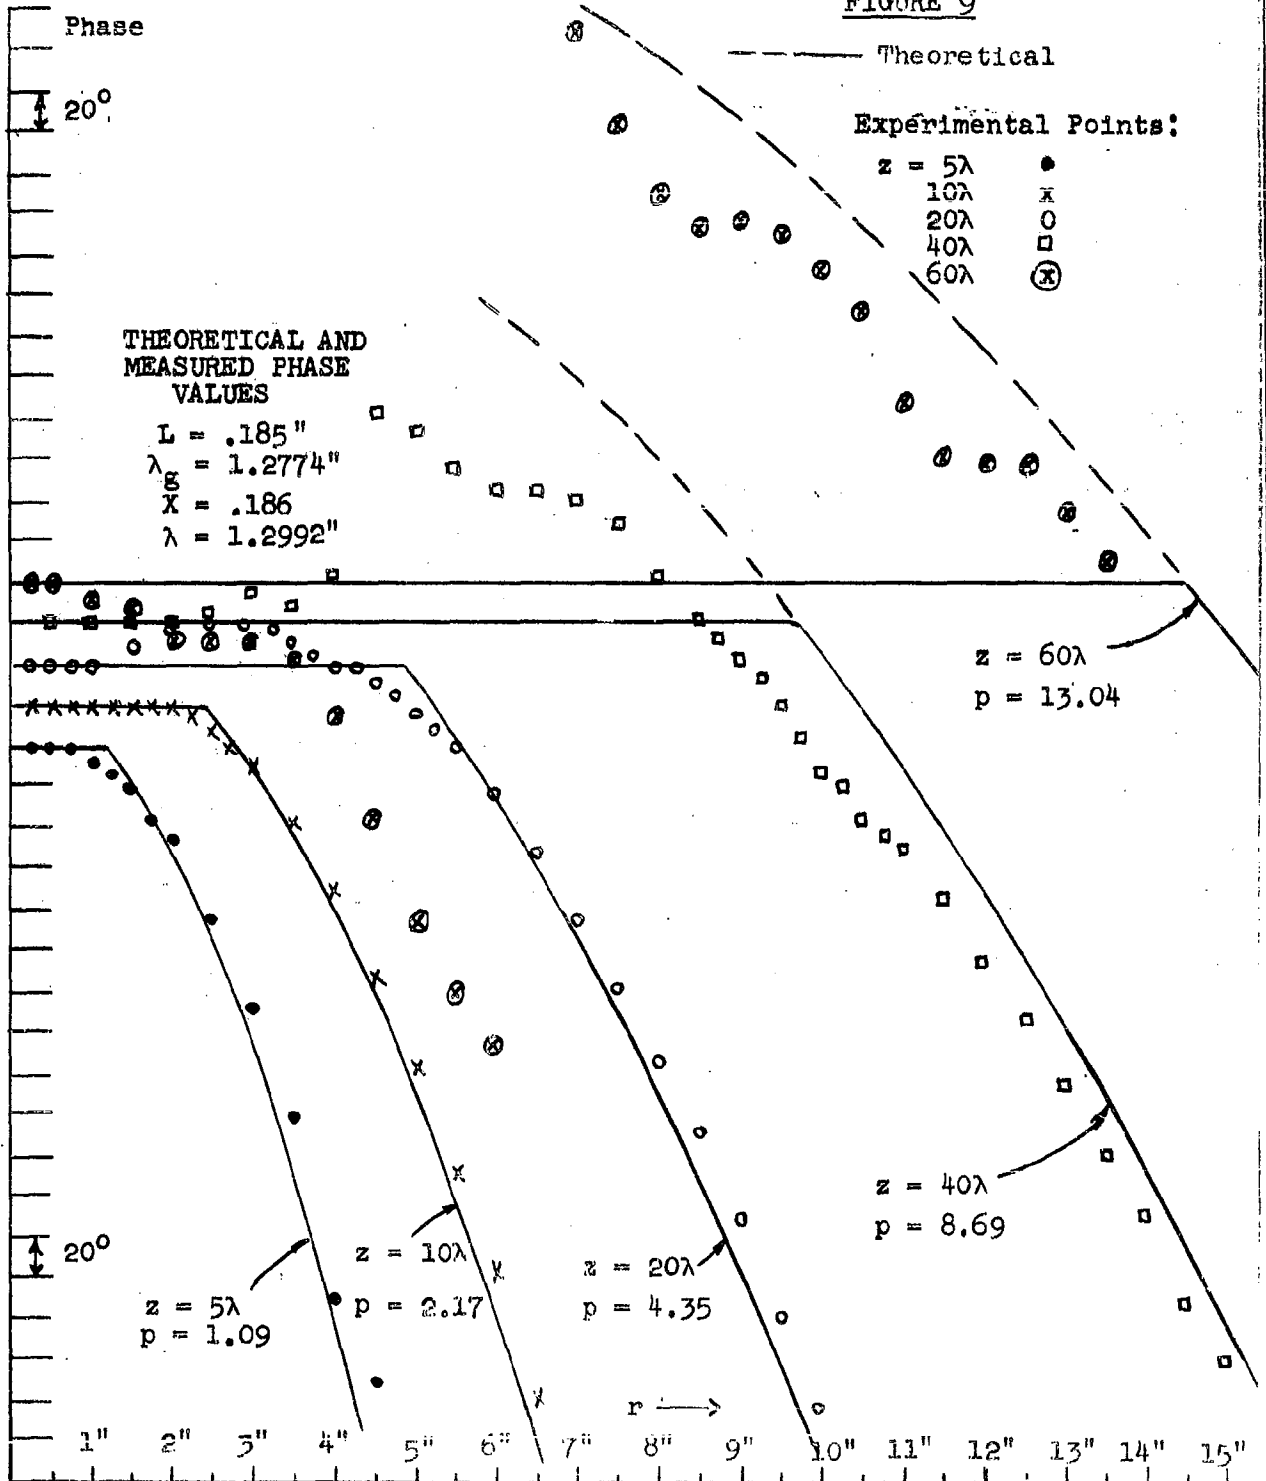 FIGURE 9
Phase
Theoretical
20°
Experimental Points:
z = 5λ ●
10λ x
20λ O
40λ □
60λ ⓧ
THEORETICAL AND
MEASURED PHASE
VALUES
L = .185"
λg = 1.2774"
X = .186
λ = 1.2992"
z = 60λ
p = 13.04
z = 40λ
p = 8.69
20°
z = 10λ
p = 2.17
z = 20λ
p = 4.35
z = 5λ
p = 1.09
r →
1" 2" 3" 4" 5" 6" 7" 8" 9" 10" 11" 12" 13" 14" 15"